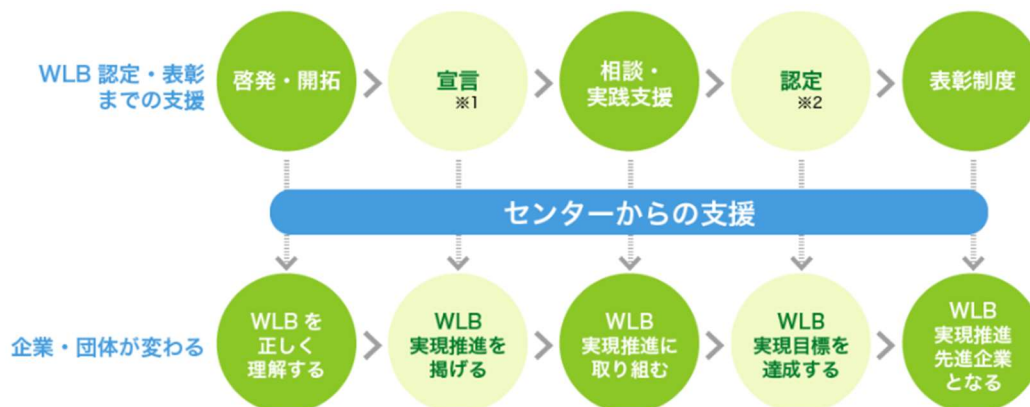 WLB 認定・表彰
までの支援
啓発・開拓
宣言
※1
相談・
実践支援
認定
※2
表彰制度
センターからの支援
企業・団体が変わる
WLB を
正しく
理解する
WLB
実現推進を
掲げる
WLB
実現推進に
取り組む
WLB
実現目標を
達成する
WLB
実現推進
先進企業
となる